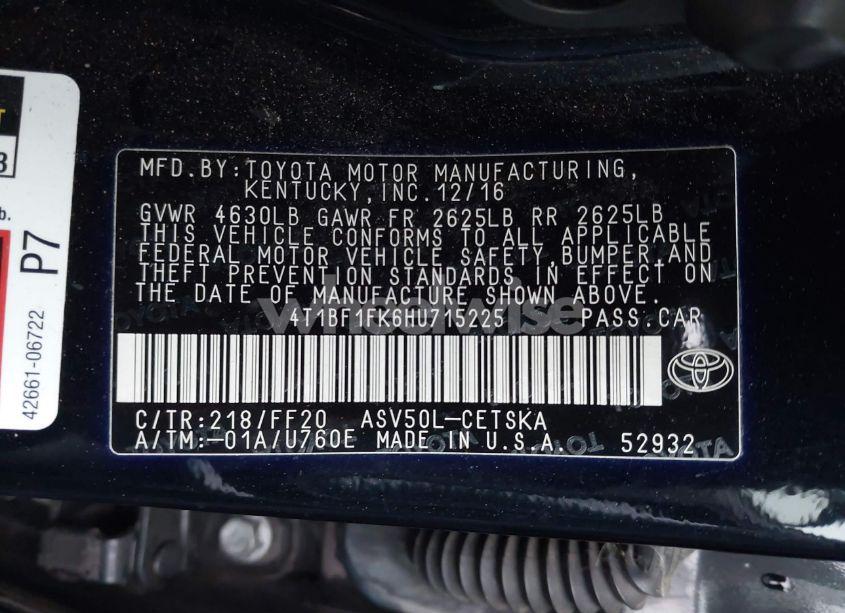 T
3
b.
P7
42661-06722
MFD.BY:TOYOTA MOTOR MANUFACTURING,
KENTUCKY,INC.12/16
GVWR 4630LB GAWR FR 2625LB RR 2625LB
THIS VEHICLE CONFORMS TO ALL APPLICABLE
FEDERAL MOTOR VEHICLE SAFETY,BUMPER,AND
THEFT PREVENTION STANDARDS IN EFFECT ON
THE DATE OF MANUFACTURE SHOWN ABOVE.
wheelwise
4T1BF1FK6HU715225 PASS.CAR
C/TR:218/FF20 ASV50L-CETSKA
A/TM:-01A/U760E MADE IN U.S.A. 52932